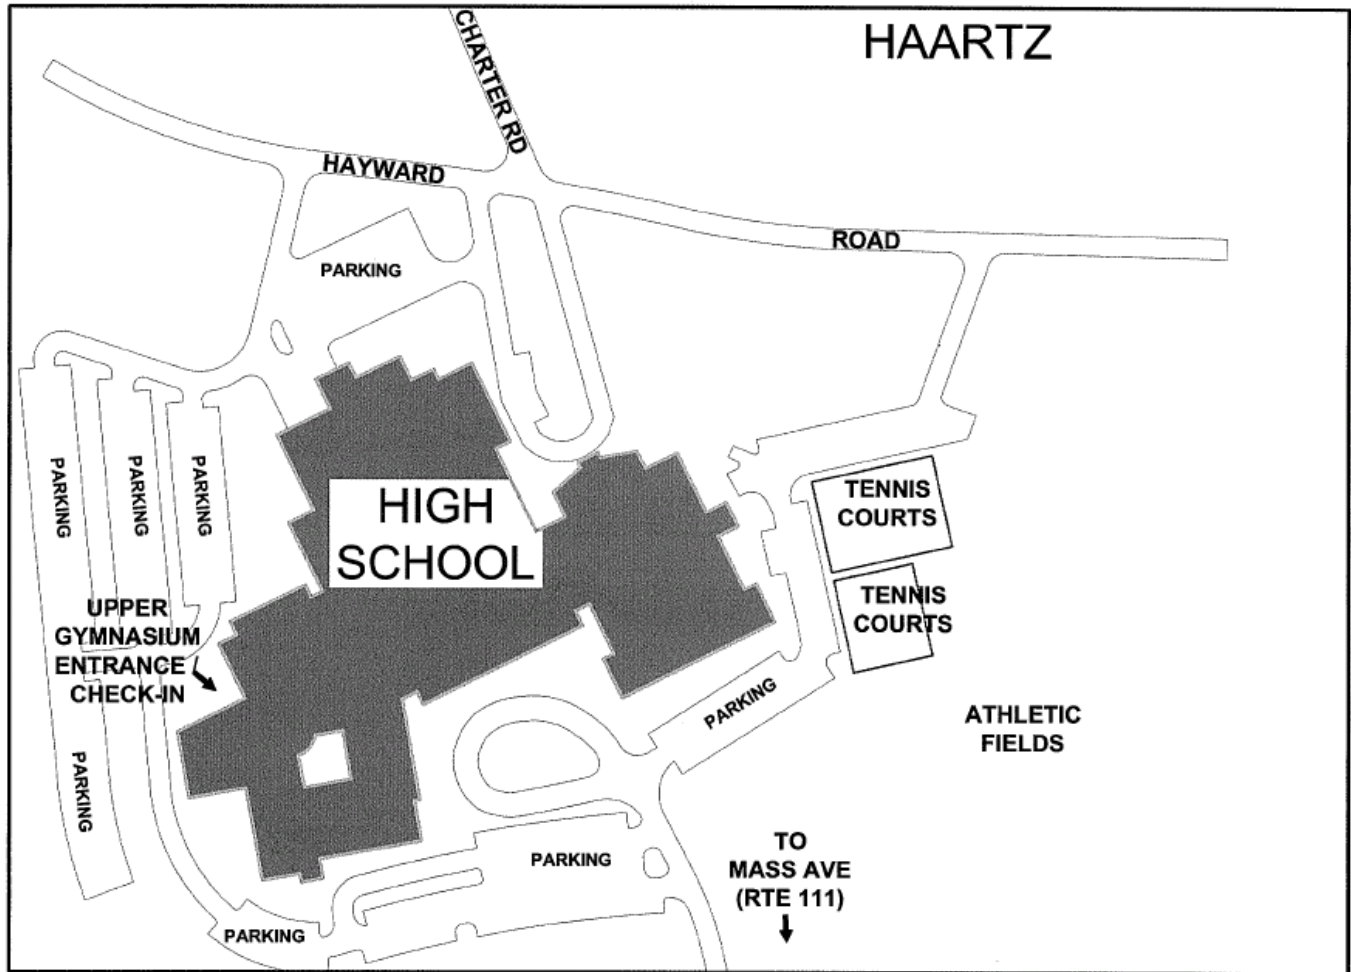 HAARTZ
CHARTER RD
HAYWARD
ROAD
PARKING
PARKING
PARKING
PARKING
HIGH
SCHOOL
TENNIS
COURTS
TENNIS
COURTS
UPPER
GYMNASIUM
ENTRANCE
CHECK-IN
PARKING
ATHLETIC
FIELDS
PARKING
TO
MASS AVE
(RTE 111)
PARKING
PARKING